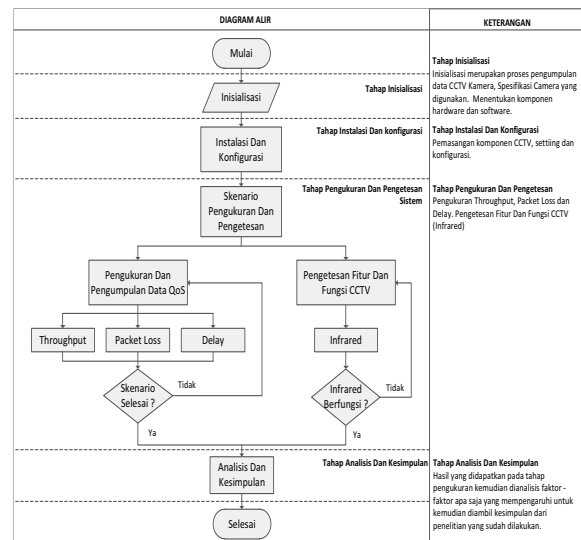 DIAGRAM ALIR
KETERANGAN
Mulai
Tahap Inisialisasi
Inisialisasi merupakan proses pengumpulan
data CCTV Kamera, Spesifikasi Camera yang
digunakan. Menentukan komponen
hardware dan software.
Tahap Inisialisasi
Inisialisasi
Tahap Instalasi Dan konfigurasi
Tahap Instalasi Dan Konfigurasi
Pemasangan komponen CCTV, settiing dan
konfigurasi.
Instalasi Dan
Konfigurasi
Tahap Pengukuran Dan Pengetesan
Sistem
Tahap Pengukuran Dan Pengetesan
Pengukuran Throughput, Packet Loss dan
Delay. Pengetesan Fitur Dan Fungsi CCTV
(Infrared)
Skenario
Pengukuran Dan
Pengetesan
Pengukuran Dan
Pengumpulan Data QoS
Pengetesan Fitur Dan
Fungsi CCTV
Throughput
Packet Loss
Delay
Infrared
Skenario
Selesai ?
Tidak
Infrared
Berfungsi ?
Tidak
Ya
Ya
Tahap Analisis Dan Kesimpulan
Tahap Analisis Dan Kesimpulan
Hasil yang didapatkan pada tahap
pengukuran kemudian dianalisis faktor -
faktor apa saja yang mempengaruhi untuk
kemudian diambil kesimpulan dari
penelitian yang sudah dilakukan.
Analisis Dan
Kesimpulan
Selesai